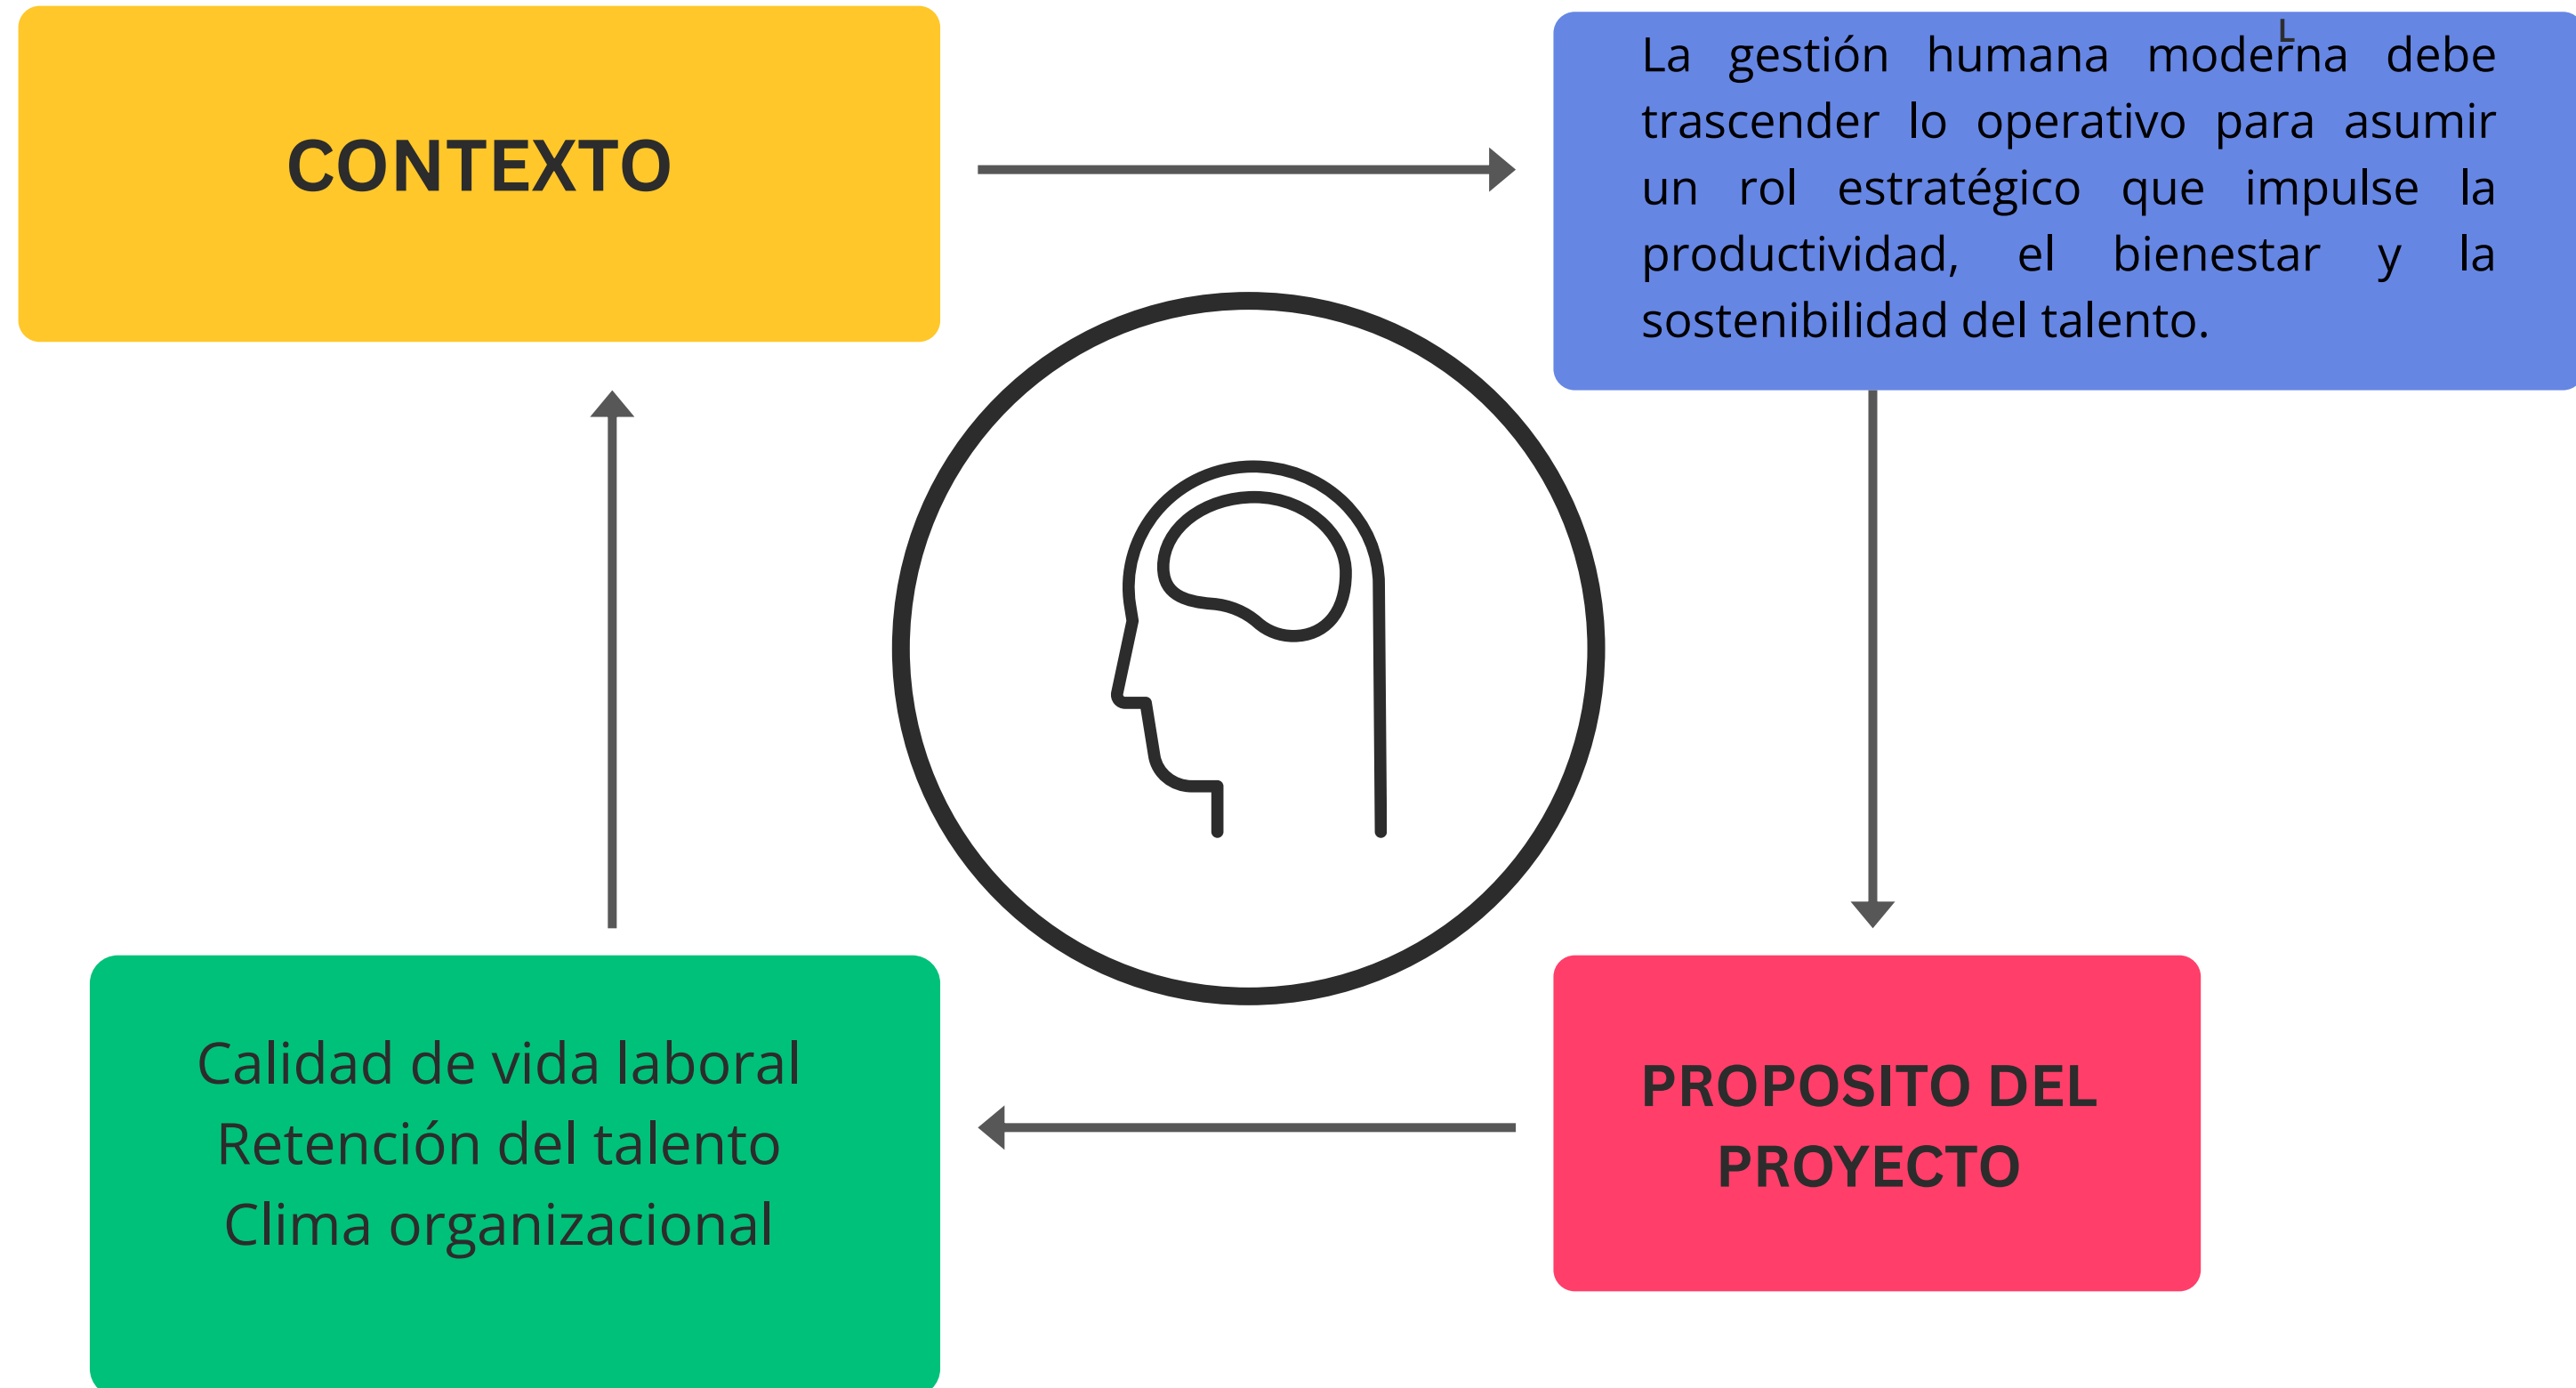 CONTEXTO
L
La gestión humana moderna debe
trascender lo operativo para asumir
un rol estratégico que impulse la
productividad, el bienestar y la
sostenibilidad del talento.
PROPOSITO DEL
PROYECTO
Calidad de vida laboral
Retención del talento
Clima organizacional